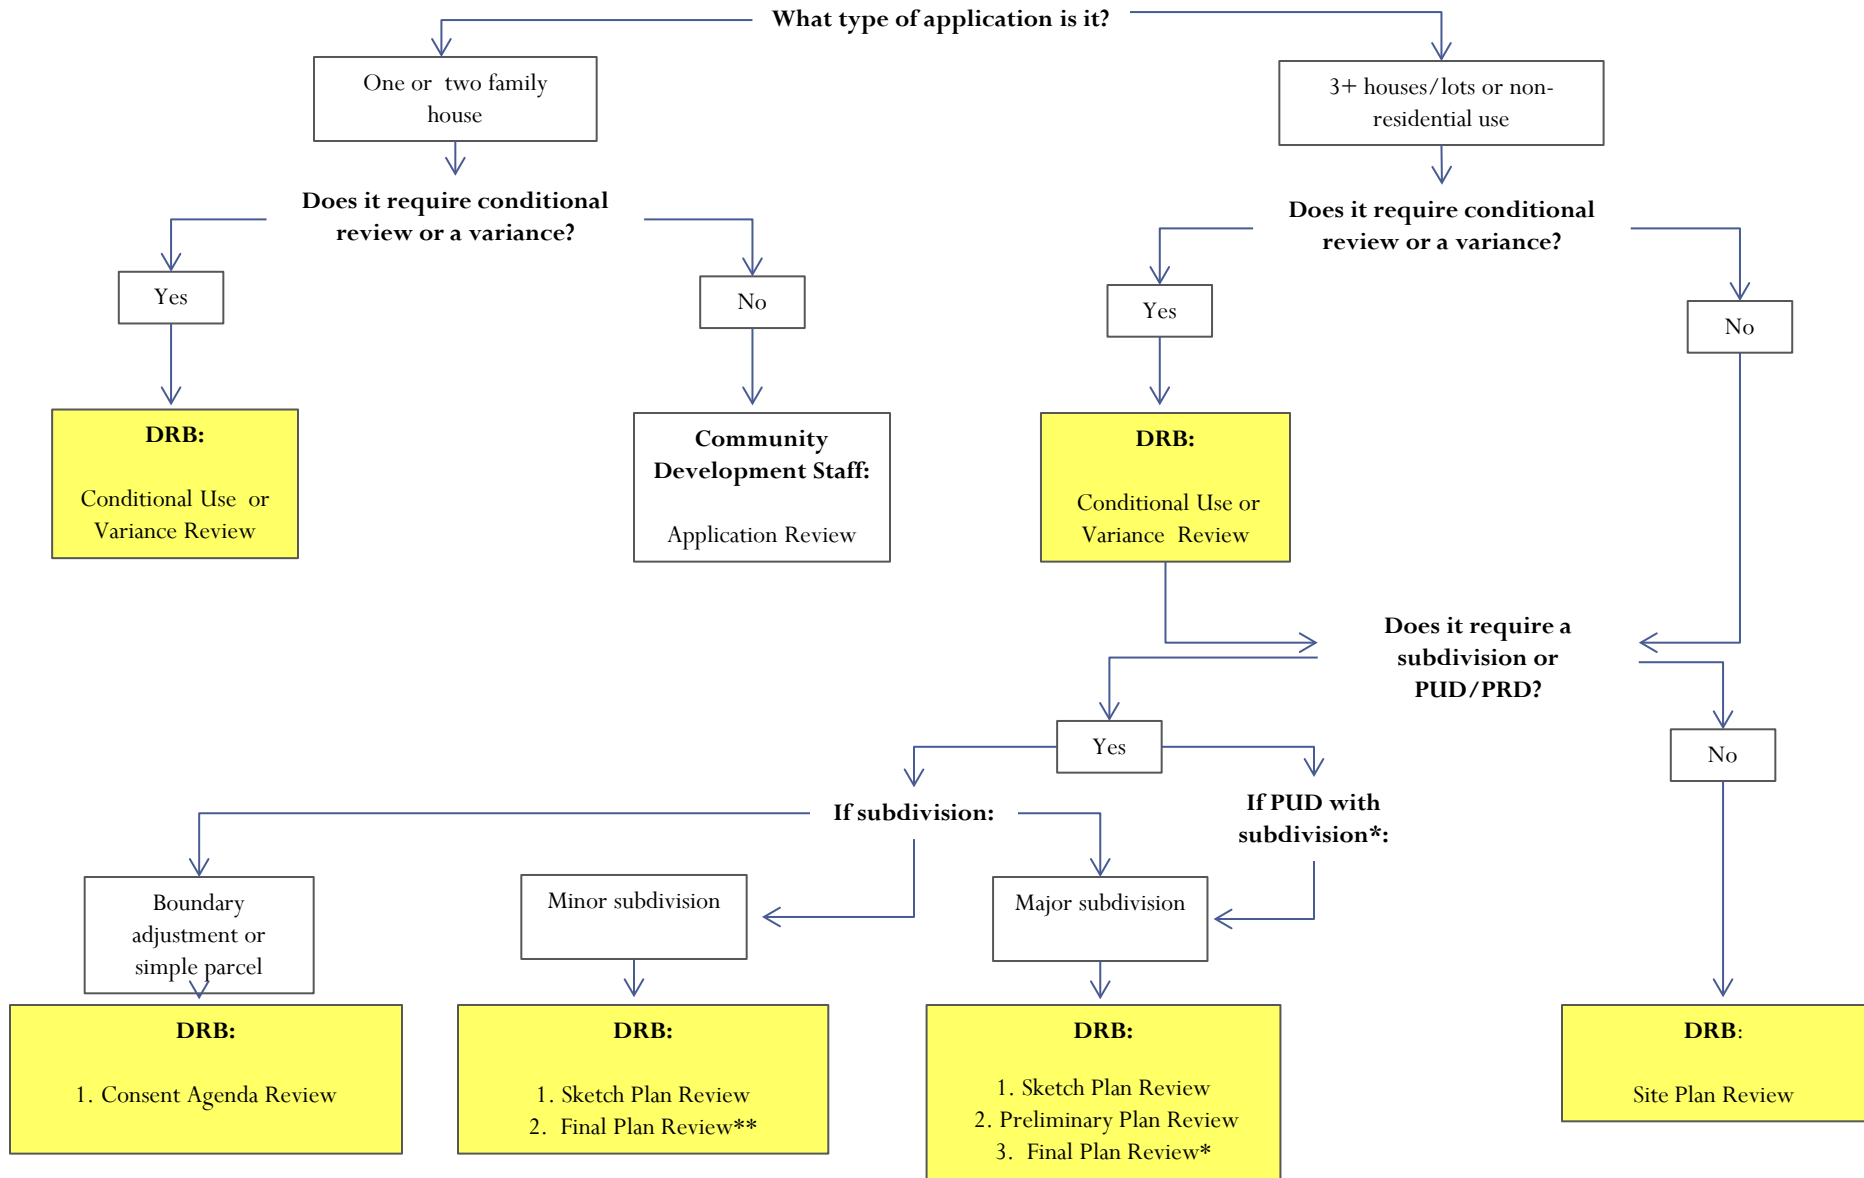 What type of application is it?
One or two family
house
3+ houses/lots or non-
residential use
Does it require conditional
review or a variance?
Does it require conditional
review or a variance?
Yes
No
Yes
No
DRB:
Conditional Use or
Variance Review
Community
Development Staff:
Application Review
DRB:
Conditional Use or
Variance Review
Does it require a
subdivision or
PUD/PRD?
Yes
No
If subdivision:
If PUD with
subdivision*:
Boundary
adjustment or
simple parcel
Minor subdivision
Major subdivision
DRB:
1. Consent Agenda Review
DRB:
1. Sketch Plan Review
2. Final Plan Review**
DRB:
1. Sketch Plan Review
2. Preliminary Plan Review
3. Final Plan Review*
DRB:
Site Plan Review